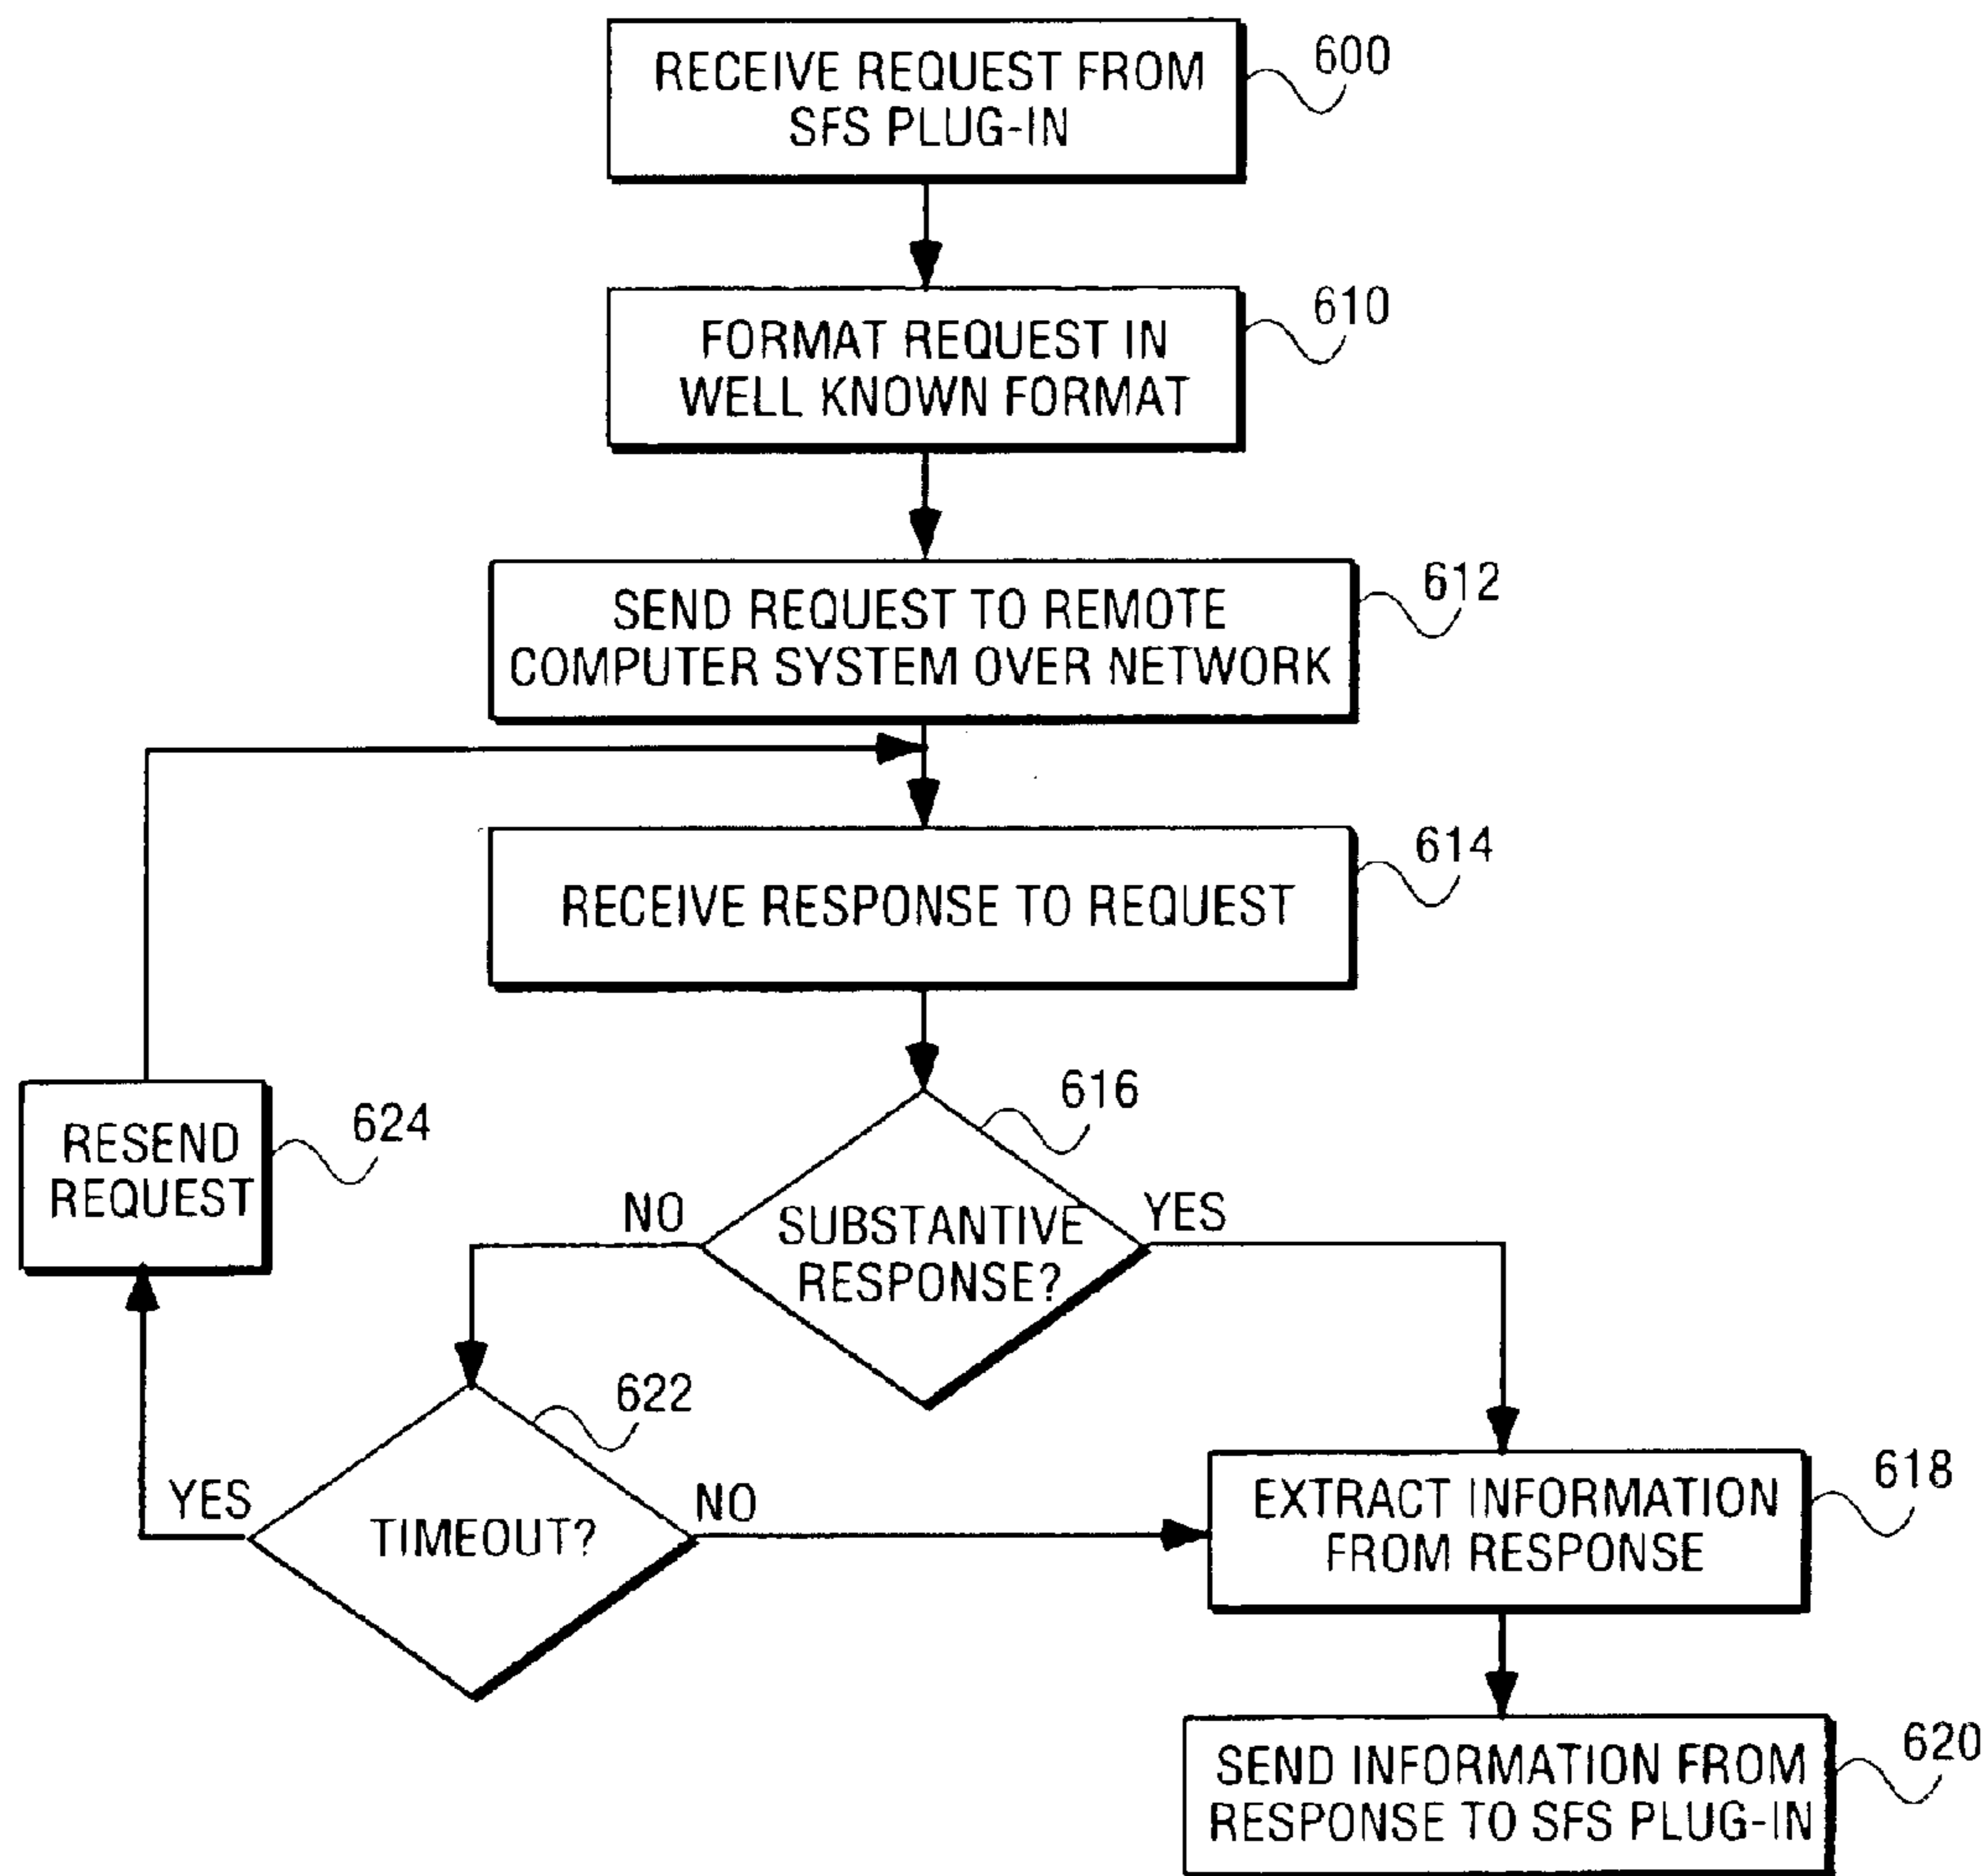 RECEIVE REQUEST FROM
SFS PLUG-IN
600
FORMAT REQUEST IN
WELL KNOWN FORMAT
610
SEND REQUEST TO REMOTE
COMPUTER SYSTEM OVER NETWORK
612
RECEIVE RESPONSE TO REQUEST
614
616
SUBSTANTIVE
RESPONSE?
NO
YES
RESEND
REQUEST
624
622
TIMEOUT?
YES
NO
EXTRACT INFORMATION
FROM RESPONSE
618
SEND INFORMATION FROM
RESPONSE TO SFS PLUG-IN
620